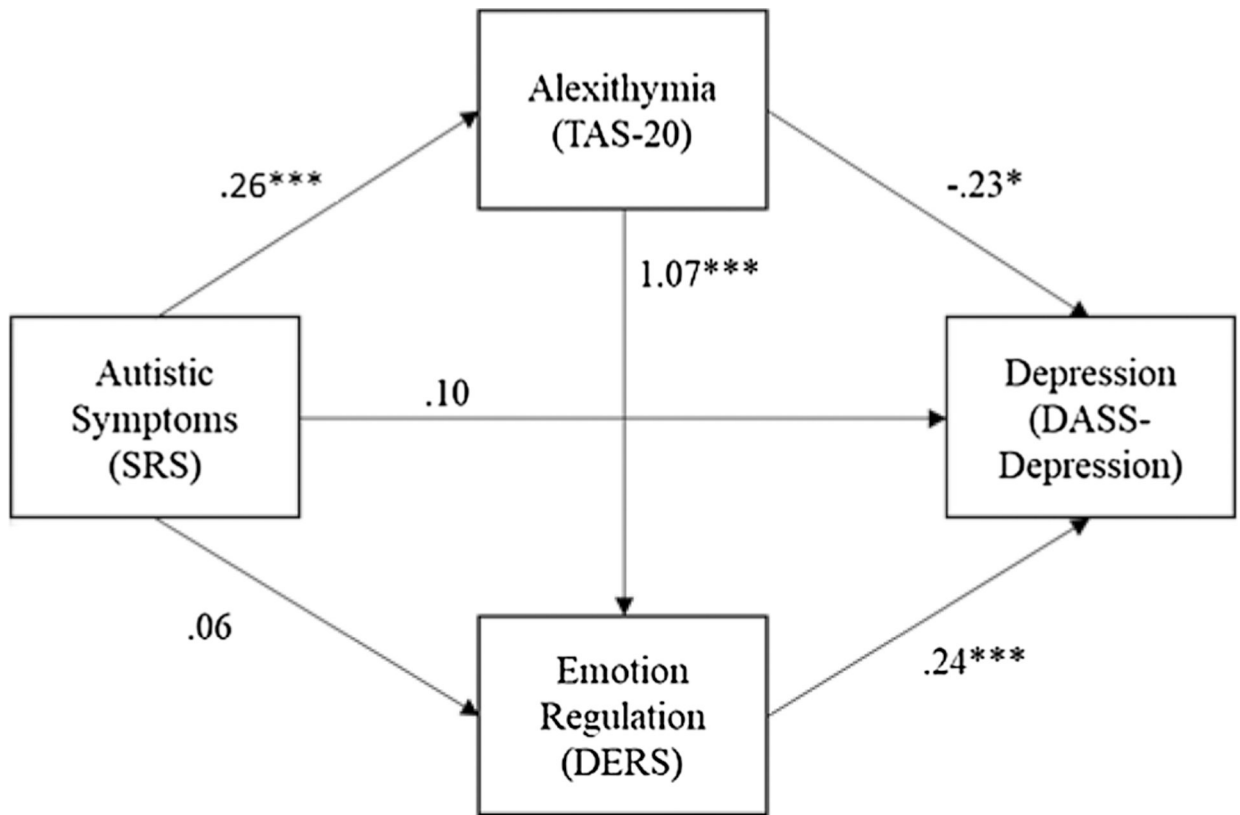 Alexithymia
(TAS-20)
.26***
-.23*
1.07***
Autistic
Symptoms
(SRS)
.10
Depression
(DASS-
Depression)
.06
Emotion
Regulation
(DERS)
.24***